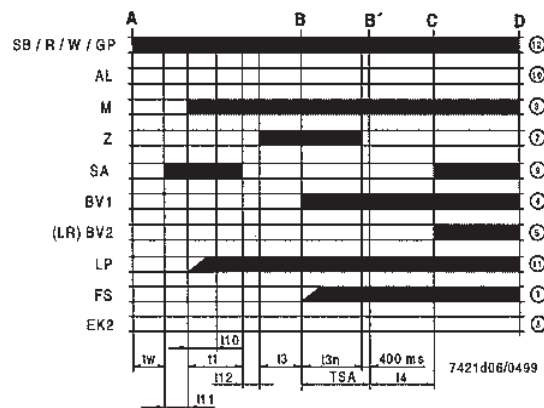 A B B´ C D
SB / R / W / GP ⑫
AL ⑩
M ③
Z ⑦
SA ⑨
BV1 ④
(LR) BV2 ⑤
LP ⑪
FS ①
EK2 ⑧
t10
tw t1 t3 t3n 400 ms
t12 TSA t4
t11
7421d06/0499